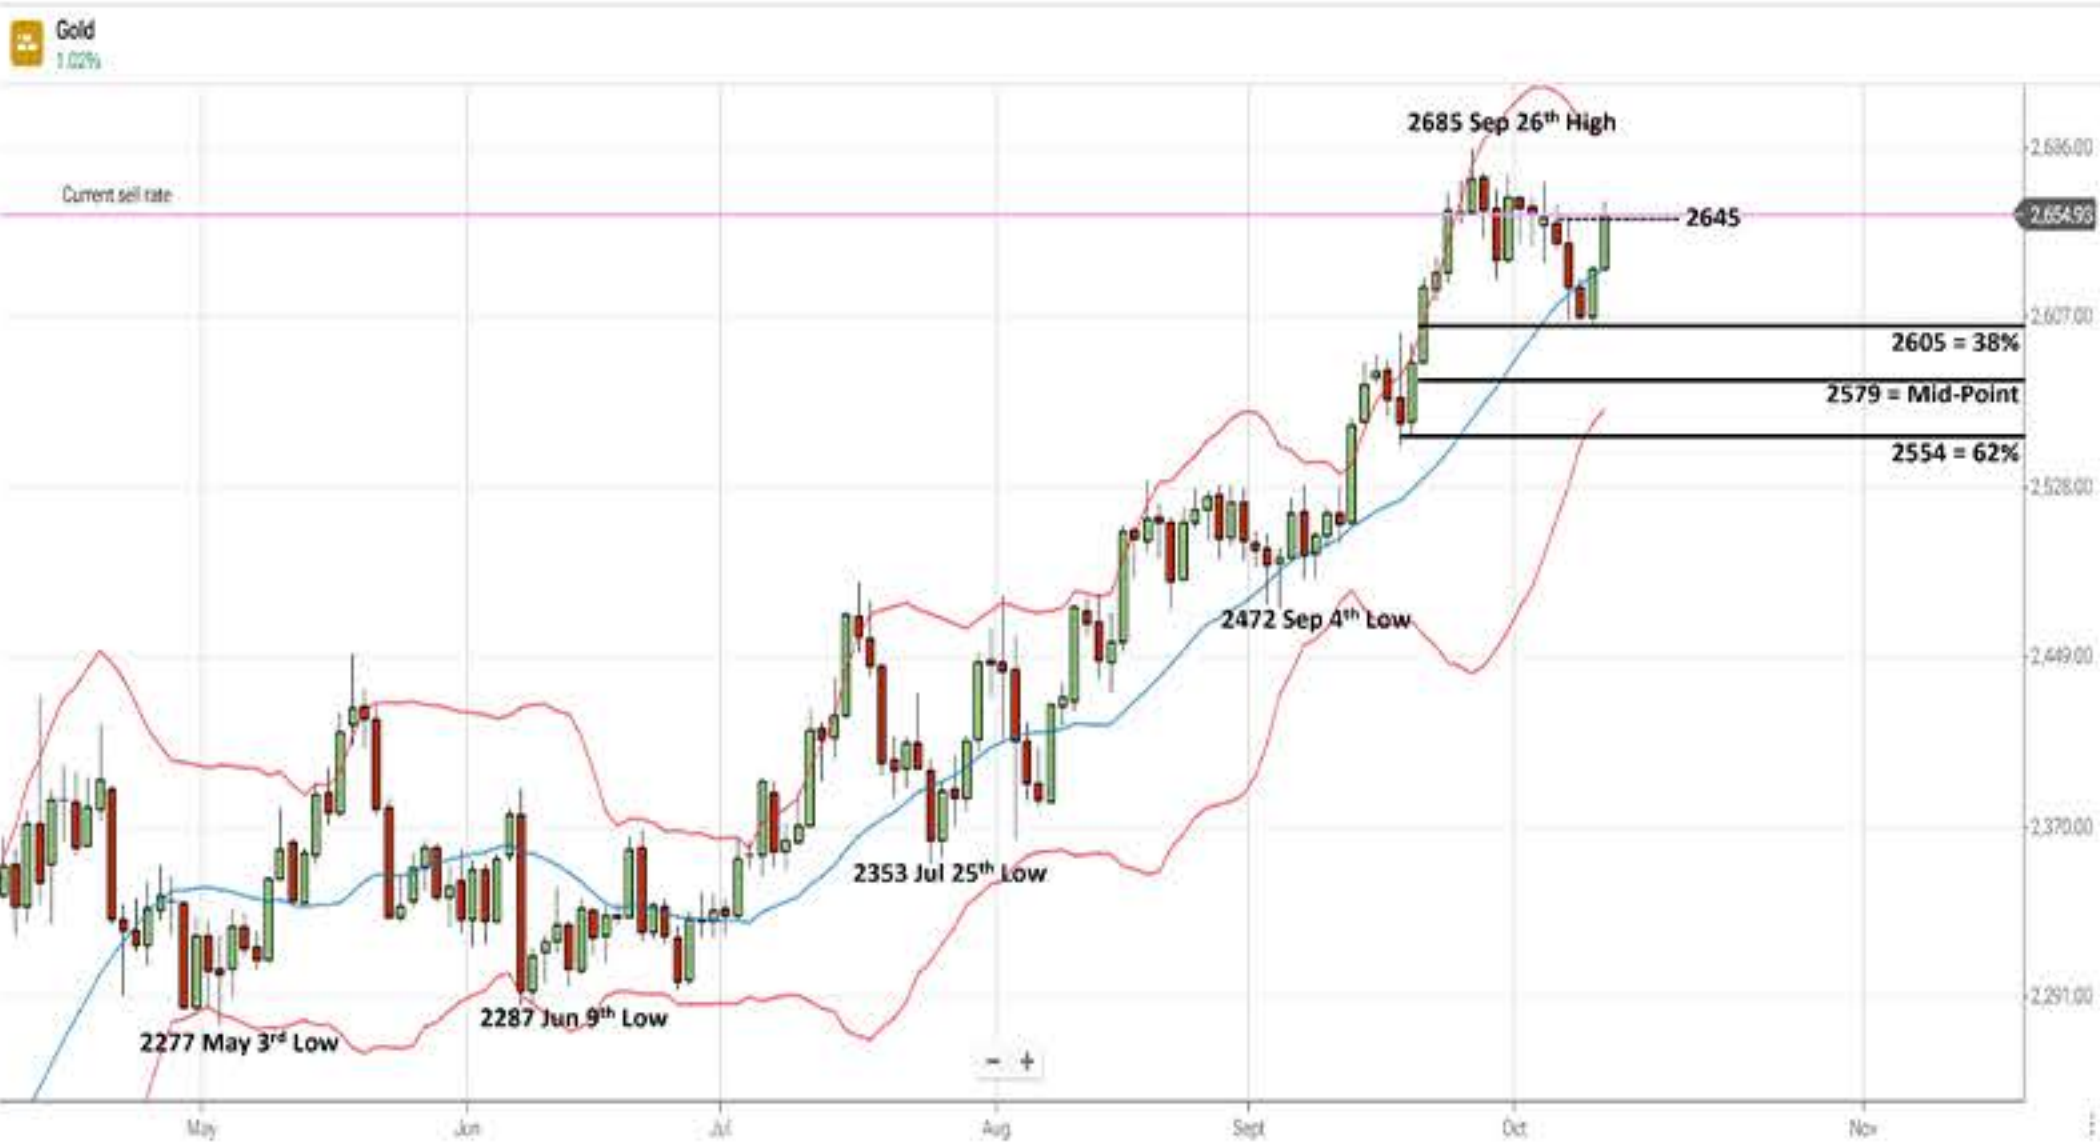 Gold
1.02%
2685 Sep 26th High
2,686.00
Current sell rate
2,654.93
2645
2,607.00
2605 = 38%
2579 = Mid-Point
2554 = 62%
2,528.00
2472 Sep 4th Low
2,449.00
2,370.00
2353 Jul 25th Low
2,291.00
2287 Jun 9th Low
2277 May 3rd Low
− +
May Jun Jul Aug Sept Oct Nov